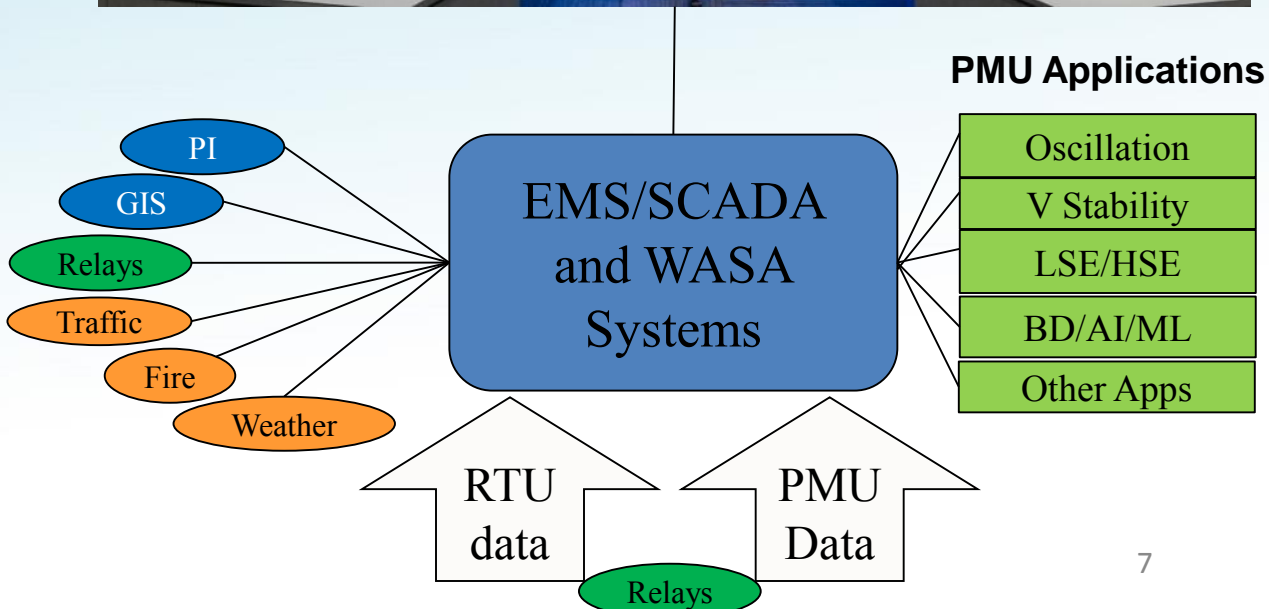 PMU Applications
PI
GIS
Relays
Traffic
Fire
Weather
EMS/SCADA
and WASA
Systems
Oscillation
V Stability
LSE/HSE
BD/AI/ML
Other Apps
RTU
data
PMU
Data
Relays
7